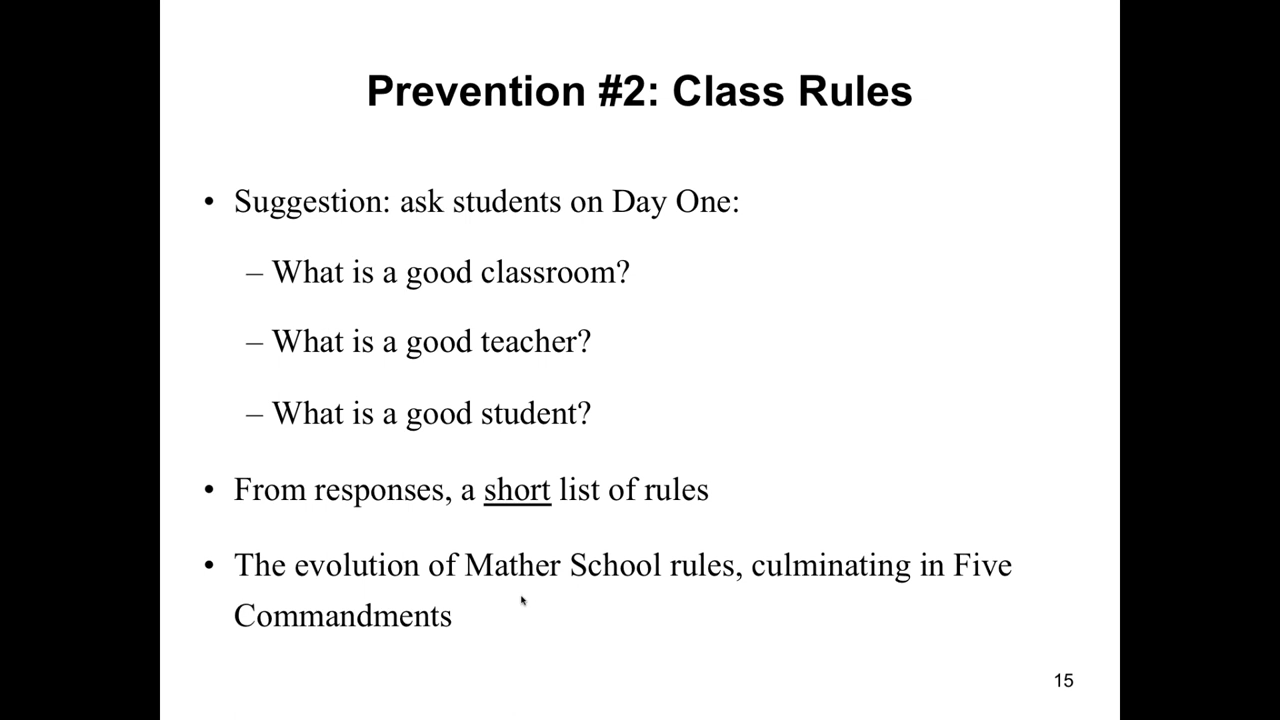 Prevention #2: Class Rules
• Suggestion: ask students on Day One:
– What is a good classroom?
– What is a good teacher?
– What is a good student?
• From responses, a short list of rules
• The evolution of Mather School rules, culminating in Five
Commandments
15